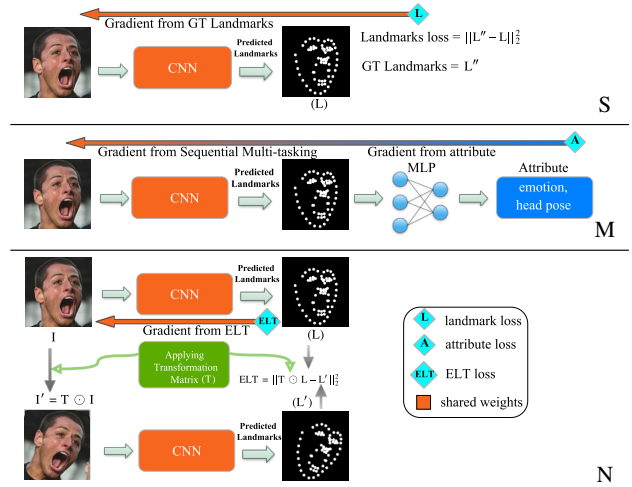 L
Gradient from GT Landmarks
Predicted
Landmarks
CNN
(L)
Landmarks loss = ||L″ − L||²₂
GT Landmarks = L″
S
A
Gradient from Sequential Multi-tasking
Gradient from attribute
Predicted
Landmarks
CNN
MLP
Attribute
emotion,
head pose
M
Predicted
Landmarks
CNN
ELT
Gradient from ELT
I
(L)
Applying
Transformation
Matrix (T)
ELT = ||T ⊙ L − L′||²₂
I′ = T ⊙ I
(L′)
Predicted
Landmarks
CNN
L landmark loss
A attribute loss
ELT ELT loss
shared weights
N